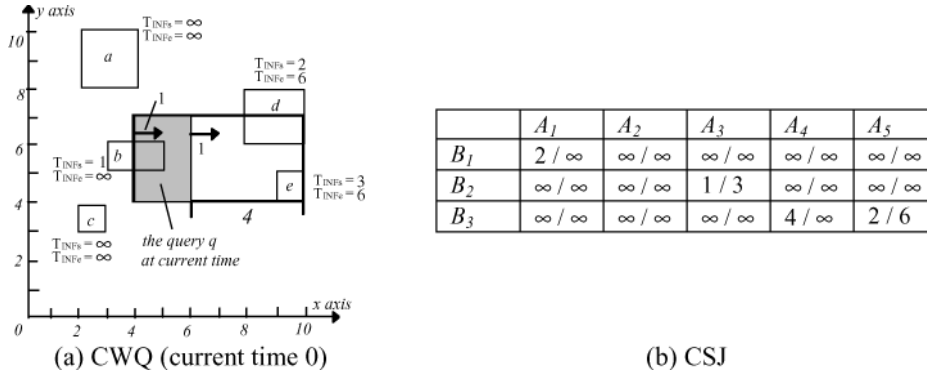 y axis
T_INFs = ∞
T_INFe = ∞
10
a
T_INFs = 2
T_INFe = 6
8
d
1
6
b
1
T_INFs = 1
T_INFe = ∞
e
T_INFs = 3
T_INFe = 6
4
c
4
T_INFs = ∞
T_INFe = ∞
the query q
at current time
2
x axis
0 2 4 6 8 10
(a) CWQ (current time 0)
A1 A2 A3 A4 A5
B1 2 / ∞ ∞ / ∞ ∞ / ∞ ∞ / ∞ ∞ / ∞
B2 ∞ / ∞ ∞ / ∞ 1 / 3 ∞ / ∞ ∞ / ∞
B3 ∞ / ∞ ∞ / ∞ ∞ / ∞ 4 / ∞ 2 / 6
(b) CSJ